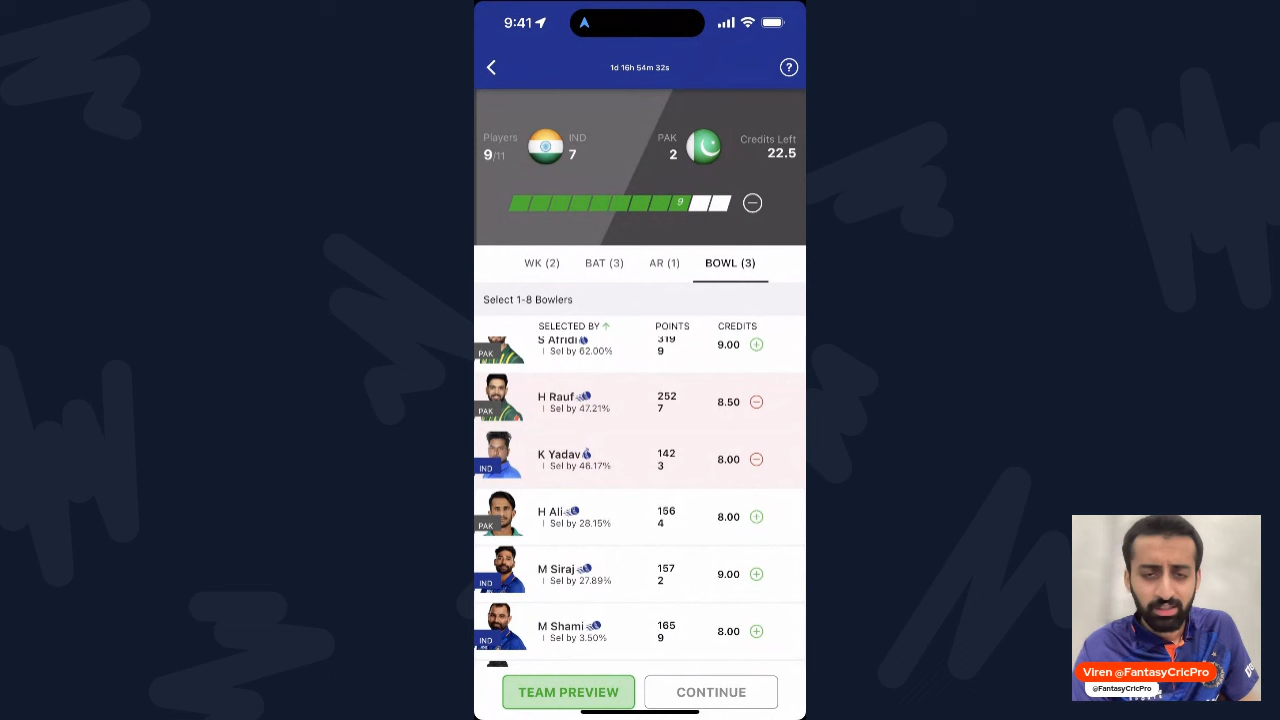 9:41
1d 16h 54m 32s
?
Players
9/11
IND
7
PAK
2
Credits Left
22.5
9
WK (2)
BAT (3)
AR (1)
BOWL (3)
Select 1-8 Bowlers
SELECTED BY
POINTS
CREDITS
PAK
S Afridi
Sel by 62.00%
319
9
9.00
PAK
H Rauf
Sel by 47.21%
252
7
8.50
IND
K Yadav
Sel by 46.17%
142
3
8.00
PAK
H Ali
Sel by 28.15%
156
4
8.00
IND
M Siraj
Sel by 27.89%
157
2
9.00
IND
M Shami
Sel by 3.50%
165
9
8.00
TEAM PREVIEW
CONTINUE
Viren @FantasyCricPro
@FantasyCricPro